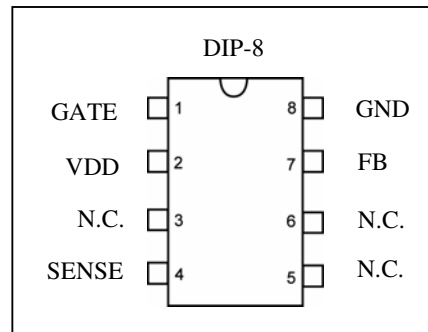 DIP-8
GATE 1 8 GND
VDD 2 7 FB
N.C. 3 6 N.C.
SENSE 4 5 N.C.